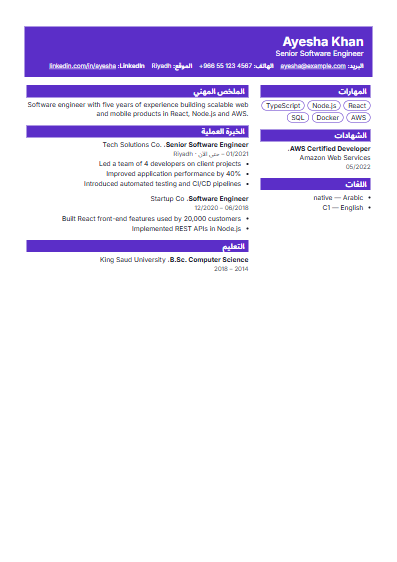 Ayesha Khan
Senior Software Engineer
البريد: ayesha@example.com الهاتف: +966 55 123 4567 الموقع: Riyadh LinkedIn: linkedin.com/in/ayesha
المهارات
React Node.js TypeScript
AWS Docker SQL
الشهادات
AWS Certified Developer.
Amazon Web Services
05/2022
اللغات
• Arabic — native
• English — C1
الملخص المهني
Software engineer with five years of experience building scalable web
and mobile products in React, Node.js and AWS.
الخبرة العملية
Senior Software Engineer. Tech Solutions Co.
01/2021 – حتى الآن · Riyadh
• Led a team of 4 developers on client projects
• Improved application performance by 40%
• Introduced automated testing and CI/CD pipelines
Software Engineer. Startup Co
06/2018 – 12/2020
• Built React front-end features used by 20,000 customers
• Implemented REST APIs in Node.js
التعليم
B.Sc. Computer Science. King Saud University
2014 – 2018